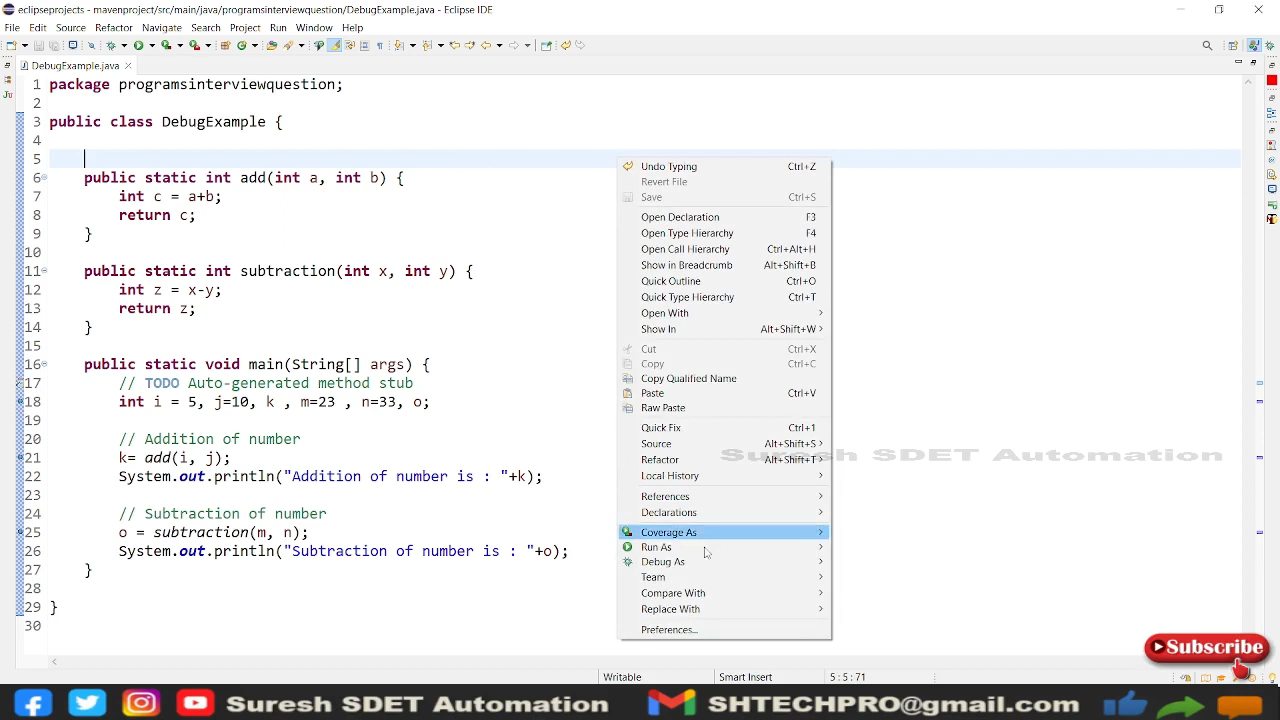 eclipseprojects - mavenproject/src/main/java/programsinterviewquestion/DebugExample.java - Eclipse IDE
File Edit Source Refactor Navigate Search Project Run Window Help
DebugExample.java
1 package programsinterviewquestion;
2
3 public class DebugExample {
4
5
6 public static int add(int a, int b) {
7 int c = a+b;
8 return c;
9 }
10
11 public static int subtraction(int x, int y) {
12 int z = x-y;
13 return z;
14 }
15
16 public static void main(String[] args) {
17 // TODO Auto-generated method stub
18 int i = 5, j=10, k , m=23 , n=33, o;
19
20 // Addition of number
21 k= add(i, j);
22 System.out.println("Addition of number is : "+k);
23
24 // Subtraction of number
25 o = subtraction(m, n);
26 System.out.println("Subtraction of number is : "+o);
27 }
28
29 }
30
Undo Typing Ctrl+Z
Revert File
Save Ctrl+S
Open Declaration F3
Open Type Hierarchy F4
Open Call Hierarchy Ctrl+Alt+H
Show in Breadcrumb Alt+Shift+B
Quick Outline Ctrl+O
Quick Type Hierarchy Ctrl+T
Open With
Show In Alt+Shift+W
Cut Ctrl+X
Copy Ctrl+C
Copy Qualified Name
Paste Ctrl+V
Raw Paste
Quick Fix Ctrl+1
Source Alt+Shift+S
Refactor Alt+Shift+T
Local History
References
Declarations
Coverage As
Run As
Debug As
Team
Compare With
Replace With
Preferences...
Suresh SDET Automation
Subscribe
Writable Smart Insert 5 : 5 : 71
Suresh SDET Automation SHTECHPRO@gmail.com